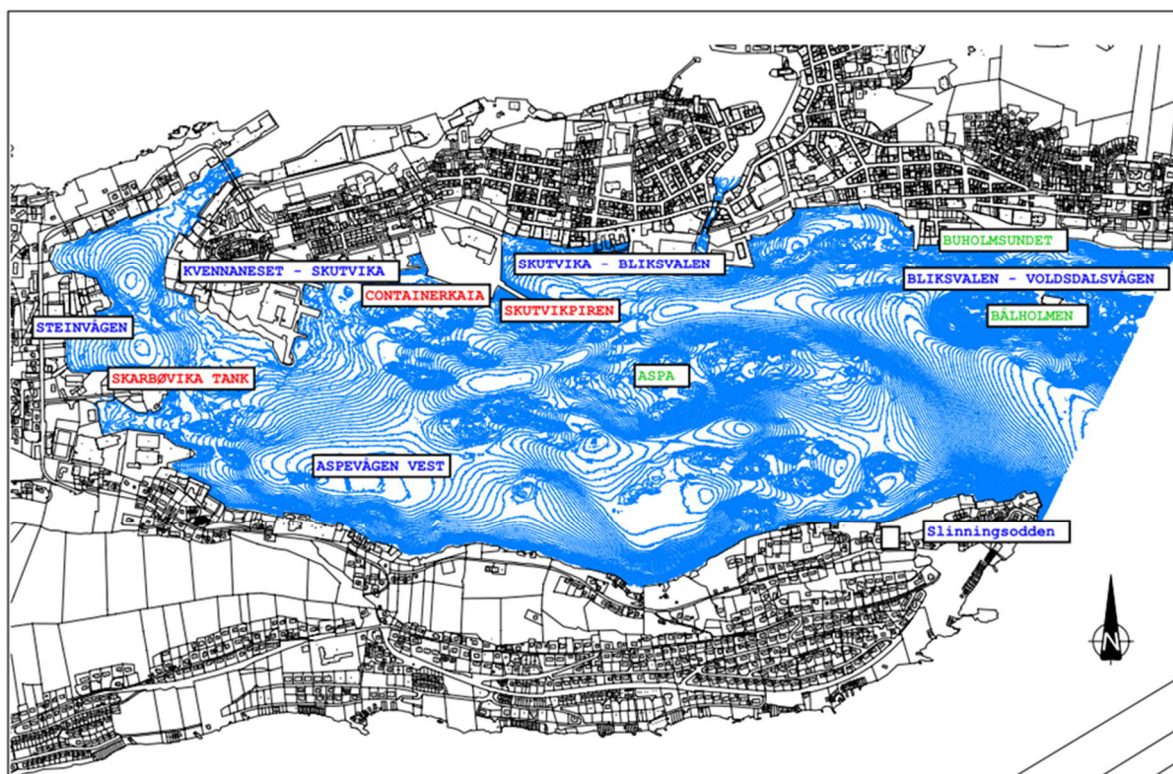 BUHOLMSUNDET
KVENNANESET - SKUTVIKA
SKUTVIKA - BLIKSVALEN
BLIKSVALEN - VOLDSDALSVÅGEN
CONTAINERKAIA
SKUTVIKPIREN
BÅLHOLMEN
STEINVÅGEN
SKARBØVIKA TANK
ASPA
ASPEVÅGEN VEST
Slinningsodden
N